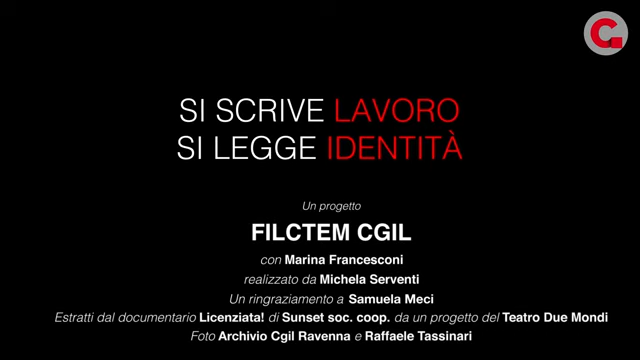 SI SCRIVE LAVORO
SI LEGGE IDENTITÀ
Un progetto
FILCTEM CGIL
con Marina Francesconi
realizzato da Michela Serventi
Un ringraziamento a Samuela Meci
Estratti dal documentario Licenziata! di Sunset soc. coop. da un progetto del Teatro Due Mondi
Foto Archivio Cgil Ravenna e Raffaele Tassinari